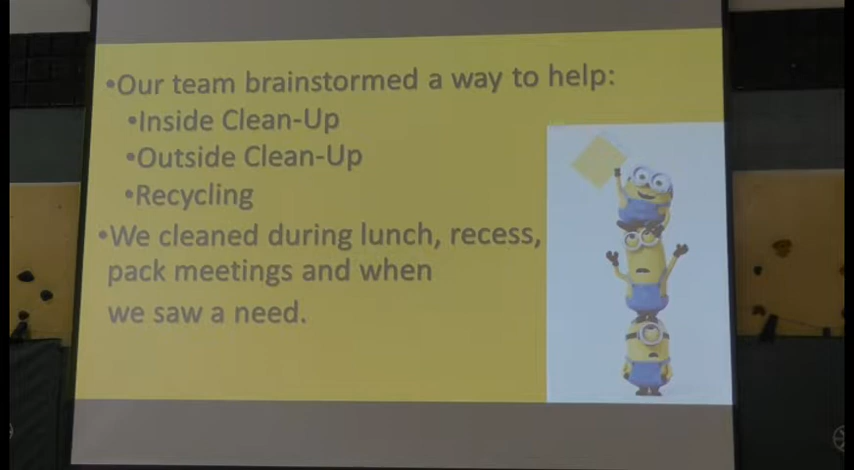 •Our team brainstormed a way to help:
•Inside Clean-Up
•Outside Clean-Up
•Recycling
•We cleaned during lunch, recess,
pack meetings and when
we saw a need.